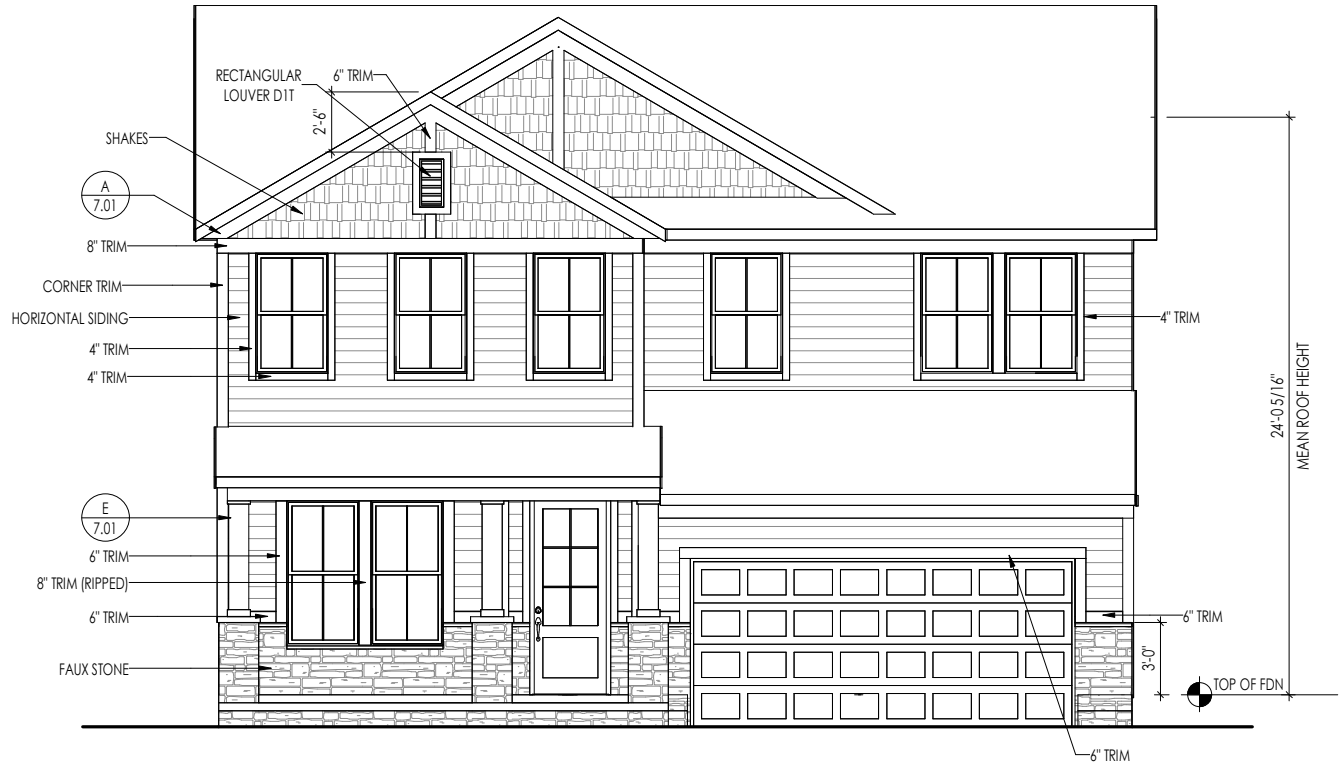 RECTANGULAR
LOUVER D1T
6" TRIM
2'-6"
SHAKES
A
7.01
8" TRIM
CORNER TRIM
HORIZONTAL SIDING
4" TRIM
4" TRIM
4" TRIM
24'-0 5/16"
MEAN ROOF HEIGHT
E
7.01
6" TRIM
8" TRIM (RIPPED)
6" TRIM
FAUX STONE
6" TRIM
3'-0"
TOP OF FDN
6" TRIM